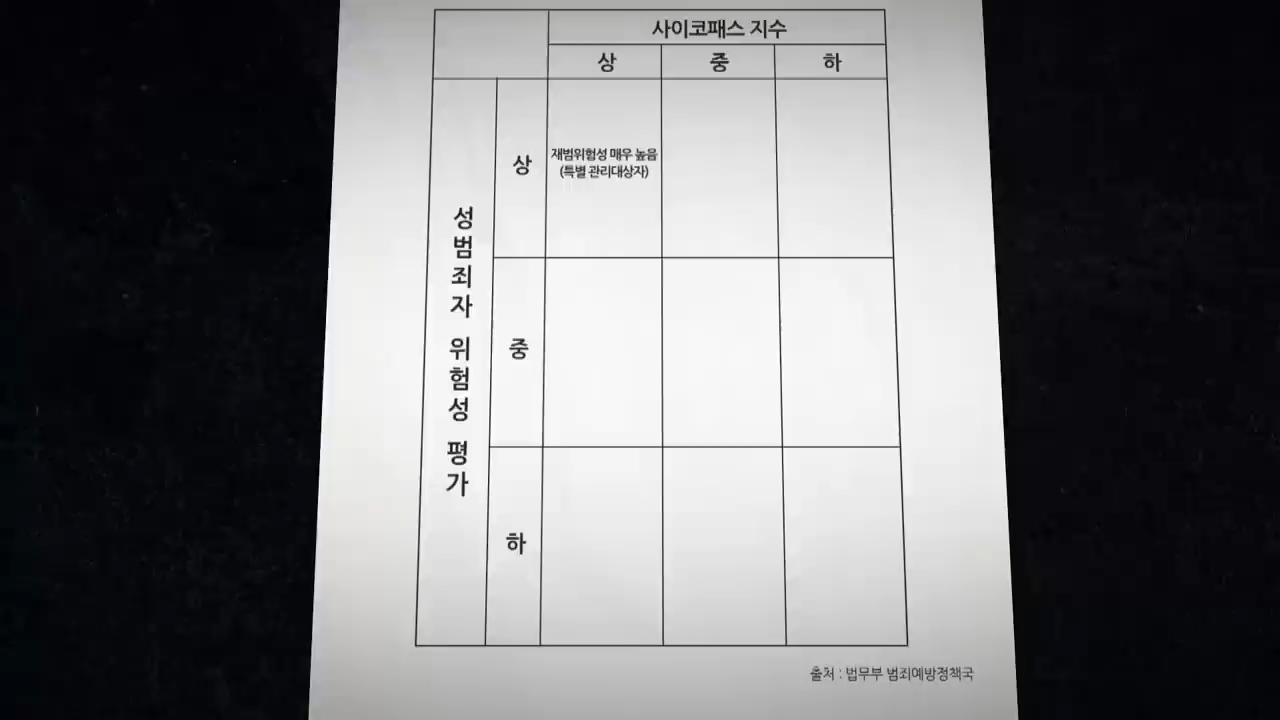 사이코패스 지수
상 중 하
성범죄자 위험성 평가
상
재범위험성 매우 높음
(특별 관리대상자)
중
하
출처 : 법무부 범죄예방정책국